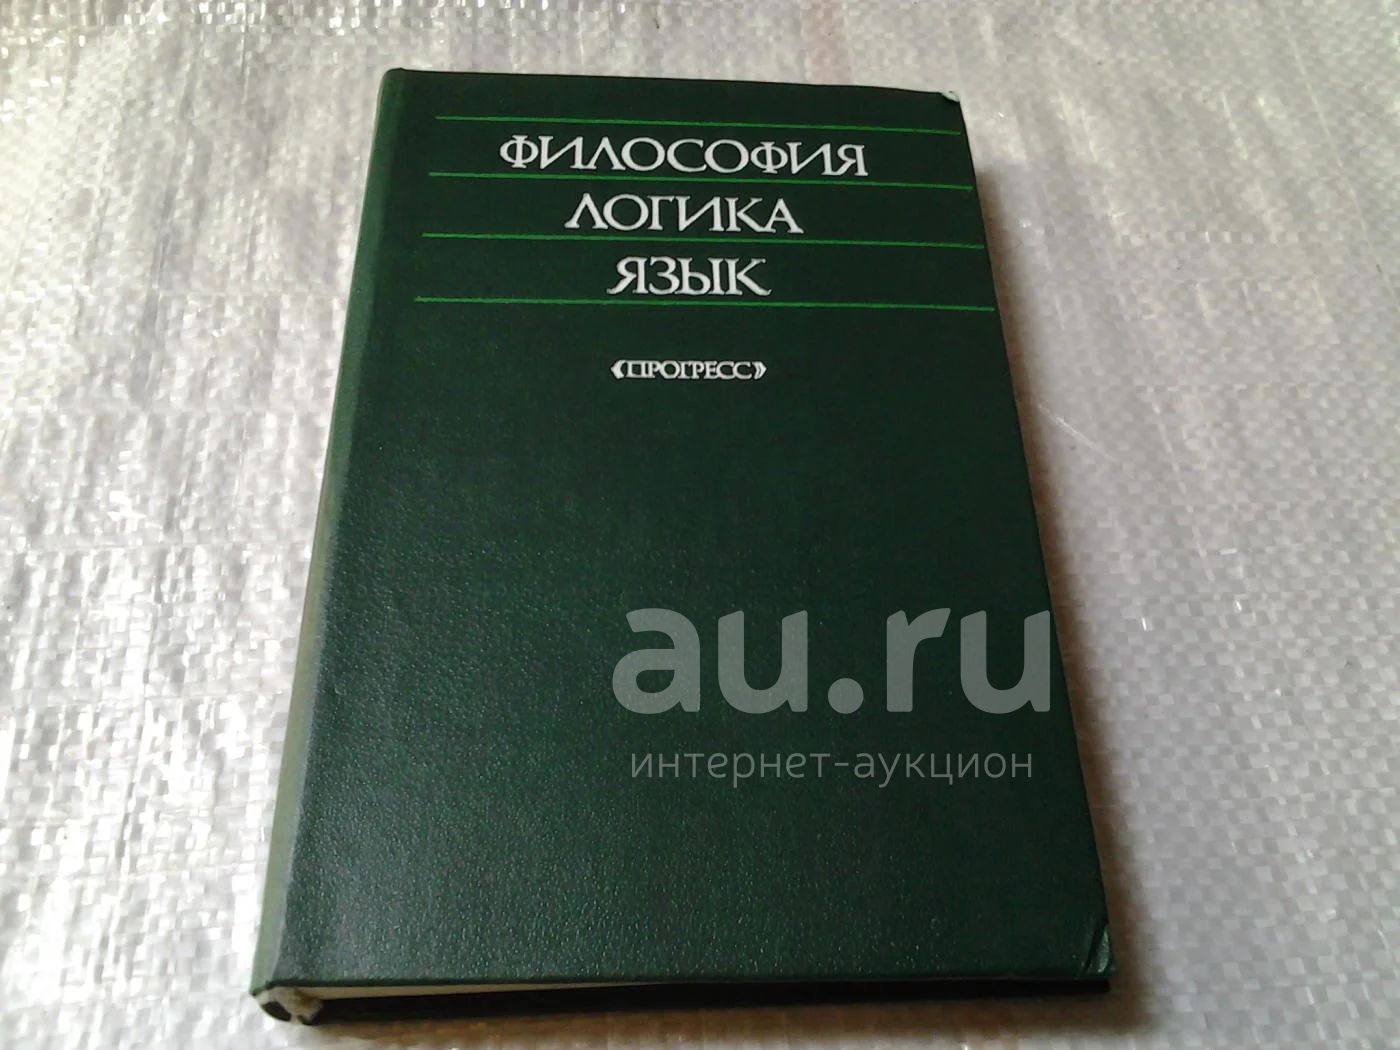 ФИЛОСОФИЯ
ЛОГИКА
ЯЗЫК
«ПРОГРЕСС»
au.ru
интернет-аукцион